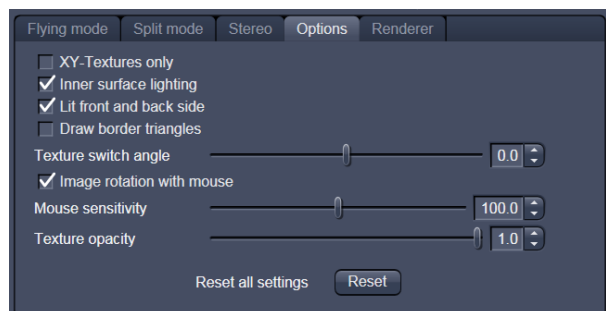 Flying mode Split mode Stereo Options Renderer
XY-Textures only
Inner surface lighting
Lit front and back side
Draw border triangles
Texture switch angle 0.0
Image rotation with mouse
Mouse sensitivity 100.0
Texture opacity 1.0
Reset all settings Reset